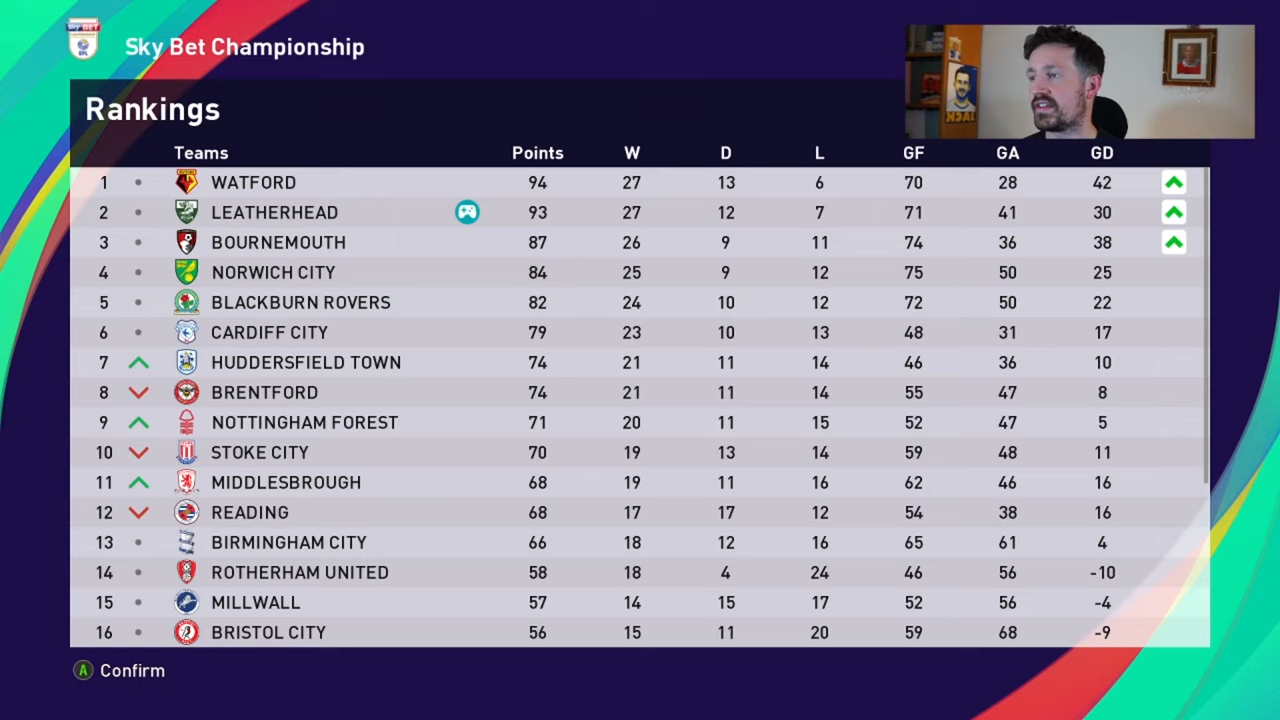 sky BET
EFL
Sky Bet Championship
Rankings
Teams Points W D L GF GA GD
1 WATFORD 94 27 13 6 70 28 42
2 LEATHERHEAD 93 27 12 7 71 41 30
3 BOURNEMOUTH 87 26 9 11 74 36 38
4 NORWICH CITY 84 25 9 12 75 50 25
5 BLACKBURN ROVERS 82 24 10 12 72 50 22
6 CARDIFF CITY 79 23 10 13 48 31 17
7 HUDDERSFIELD TOWN 74 21 11 14 46 36 10
8 BRENTFORD 74 21 11 14 55 47 8
9 NOTTINGHAM FOREST 71 20 11 15 52 47 5
10 STOKE CITY 70 19 13 14 59 48 11
11 MIDDLESBROUGH 68 19 11 16 62 46 16
12 READING 68 17 17 12 54 38 16
13 BIRMINGHAM CITY 66 18 12 16 65 61 4
14 ROTHERHAM UNITED 58 18 4 24 46 56 -10
15 MILLWALL 57 14 15 17 52 56 -4
16 BRISTOL CITY 56 15 11 20 59 68 -9
A Confirm